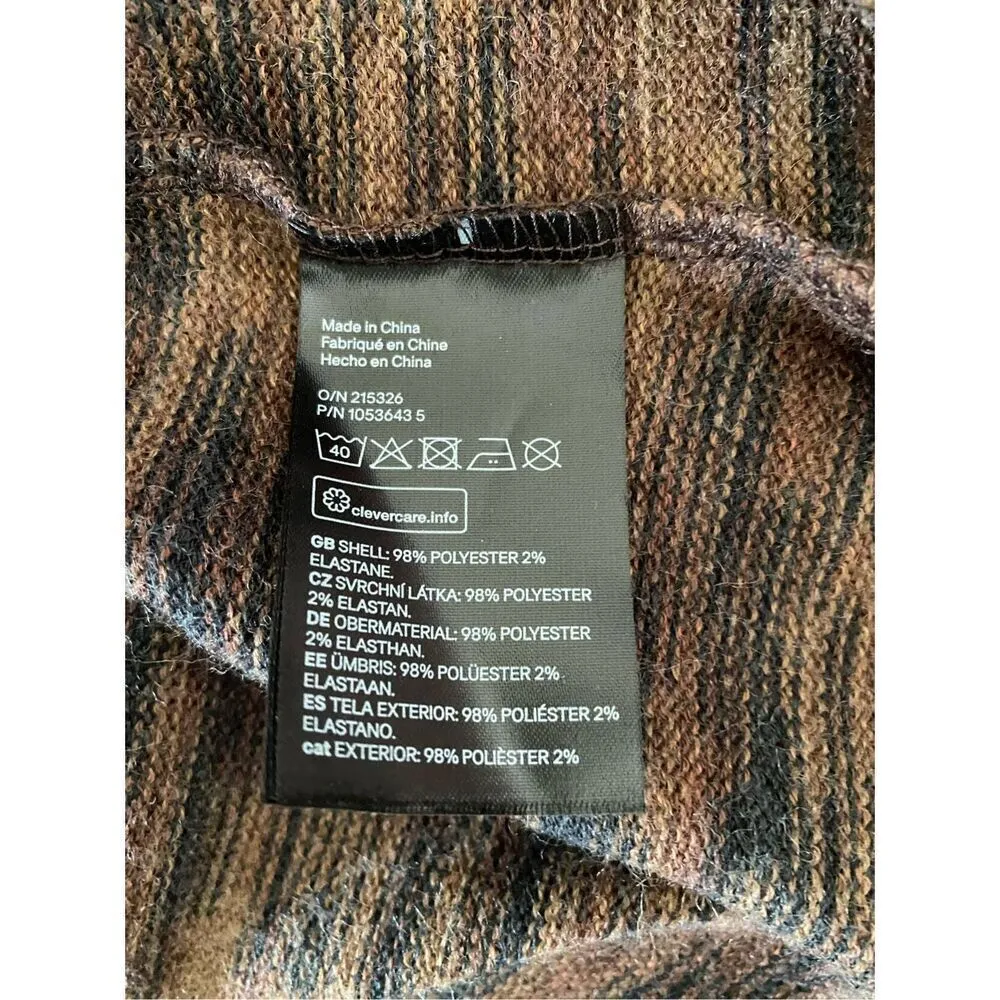 Made in China
Fabriqué en Chine
Hecho en China
O/N 215326
P/N 1053643 5
40
clevercare.info
GB SHELL: 98% POLYESTER 2%
ELASTANE.
CZ SVRCHNÍ LÁTKA: 98% POLYESTER
2% ELASTAN.
DE OBERMATERIAL: 98% POLYESTER
2% ELASTHAN.
EE ÜMBRIS: 98% POLÜESTER 2%
ELASTAAN.
ES TELA EXTERIOR: 98% POLIÉSTER 2%
ELASTANO.
cat EXTERIOR: 98% POLIÈSTER 2%